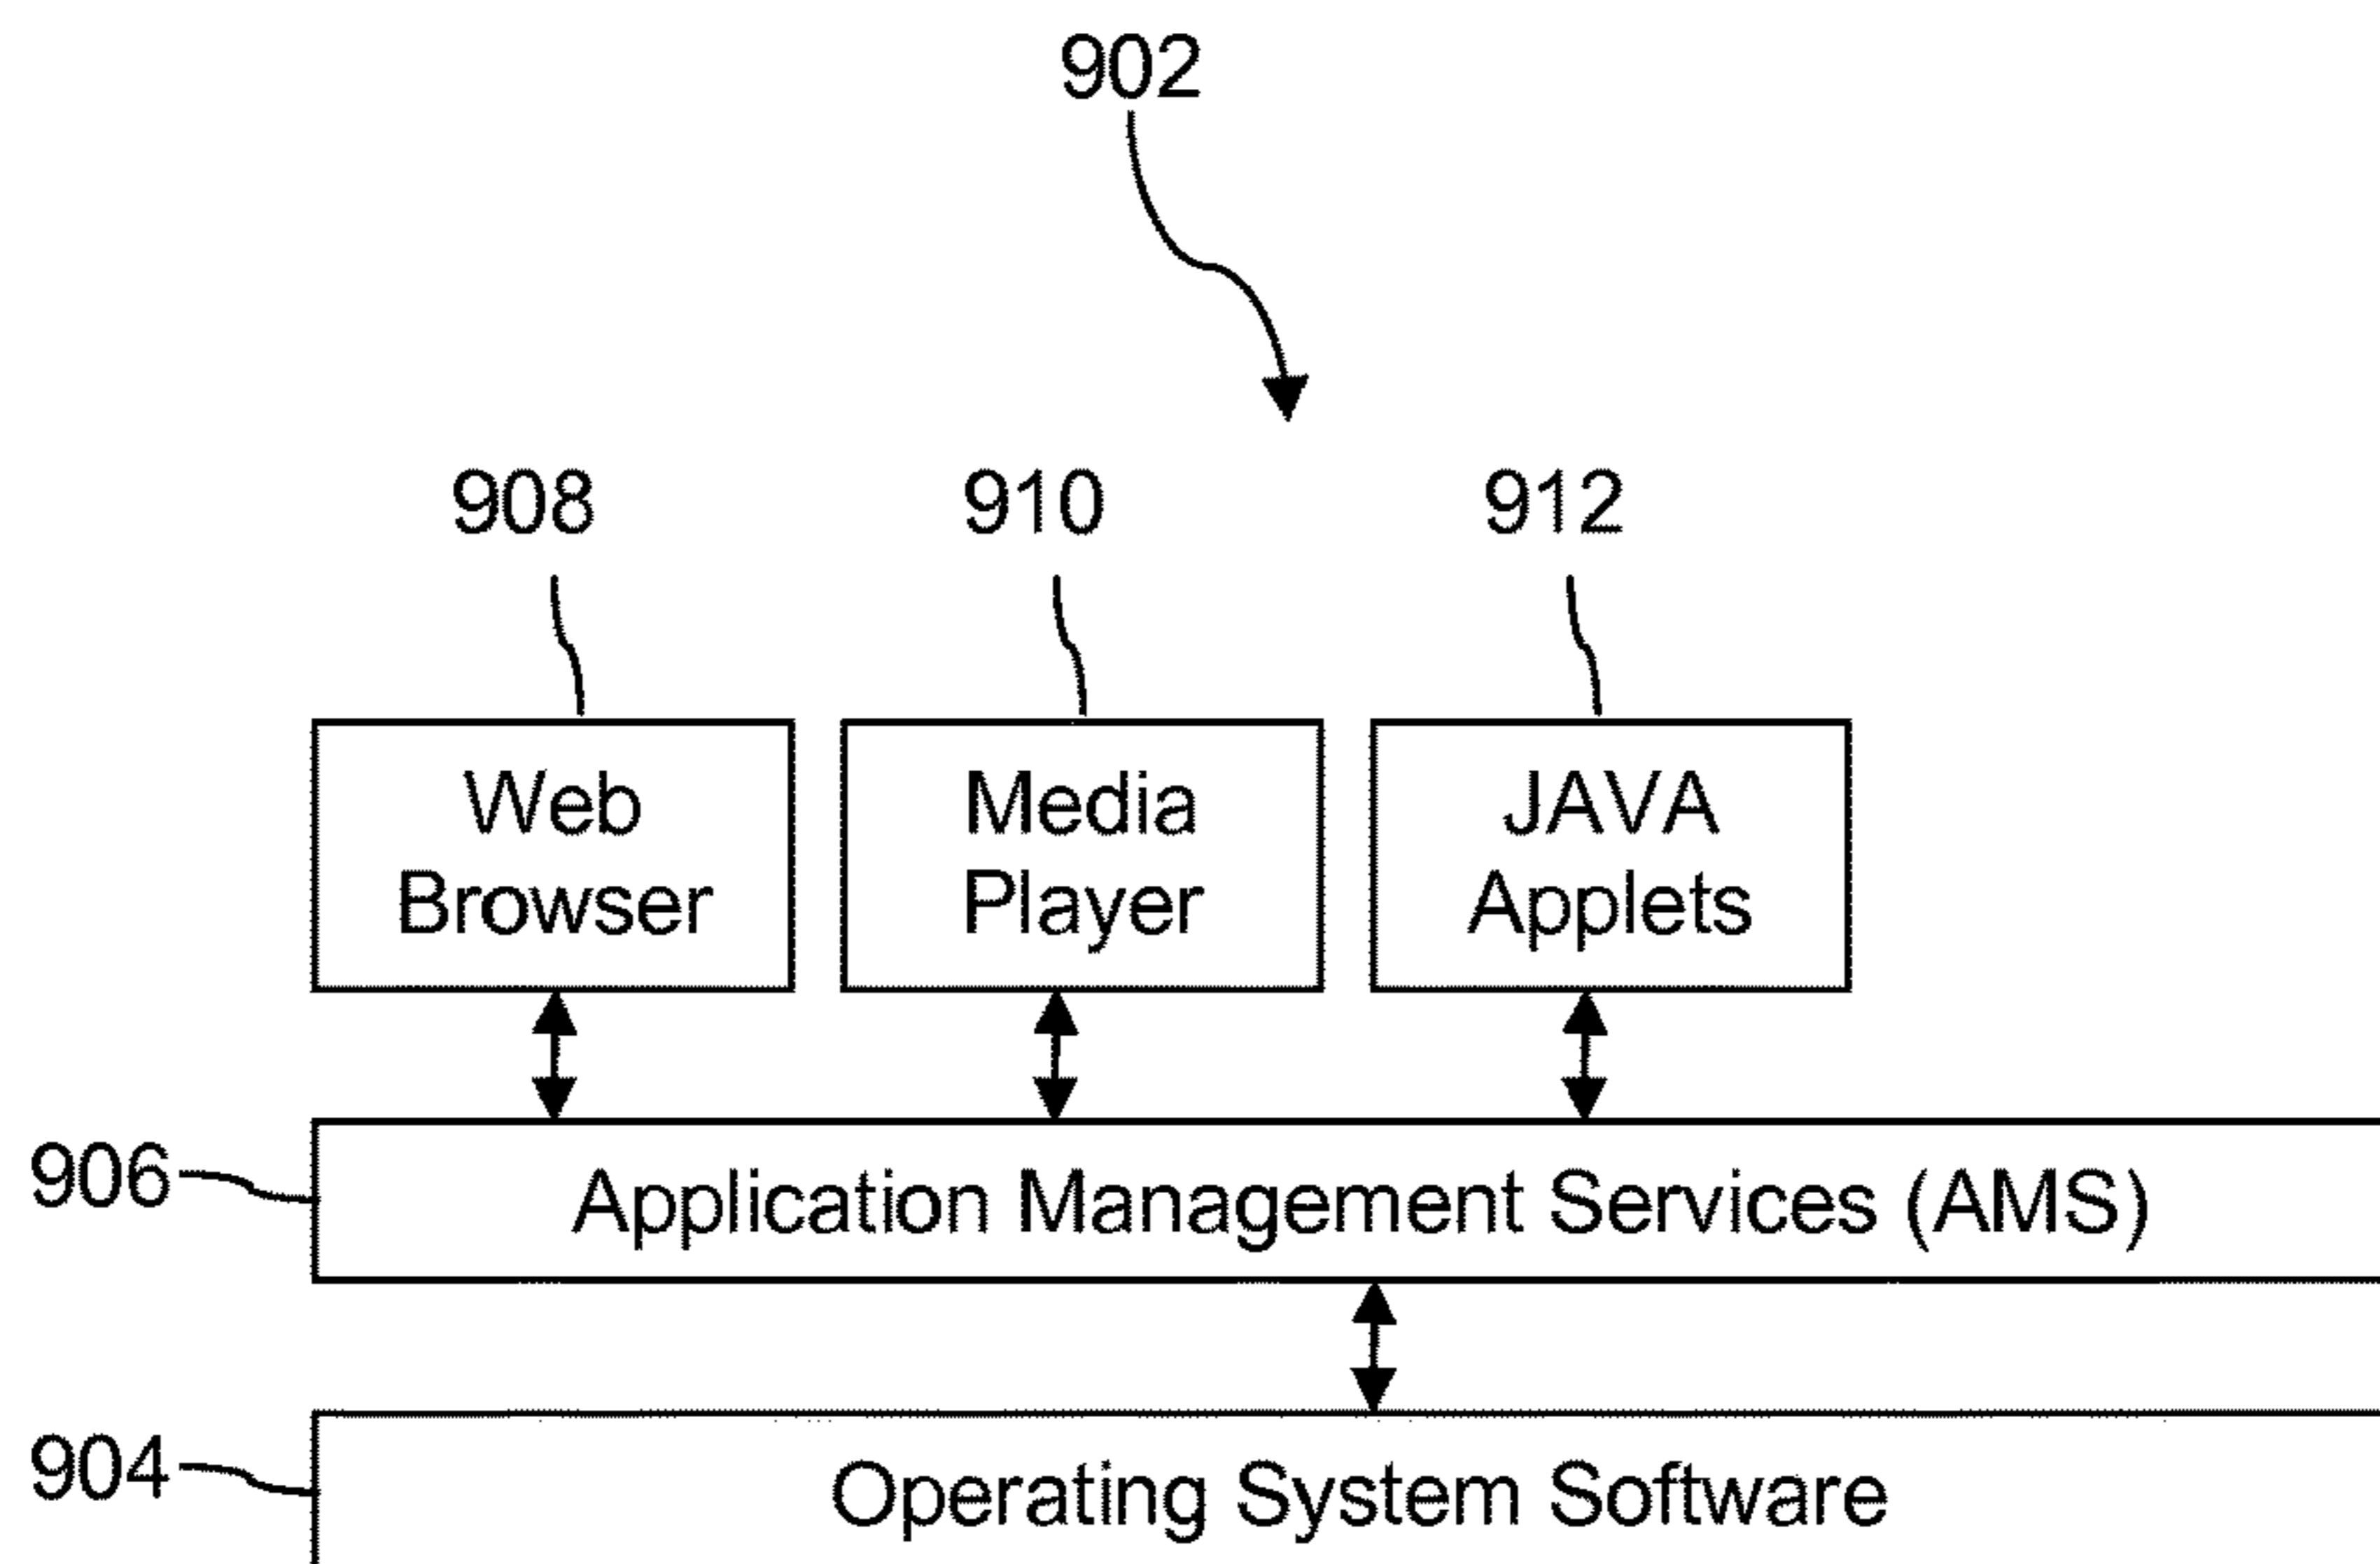 902
908
910
912
Web
Browser
Media
Player
JAVA
Applets
906
Application Management Services (AMS)
904
Operating System Software